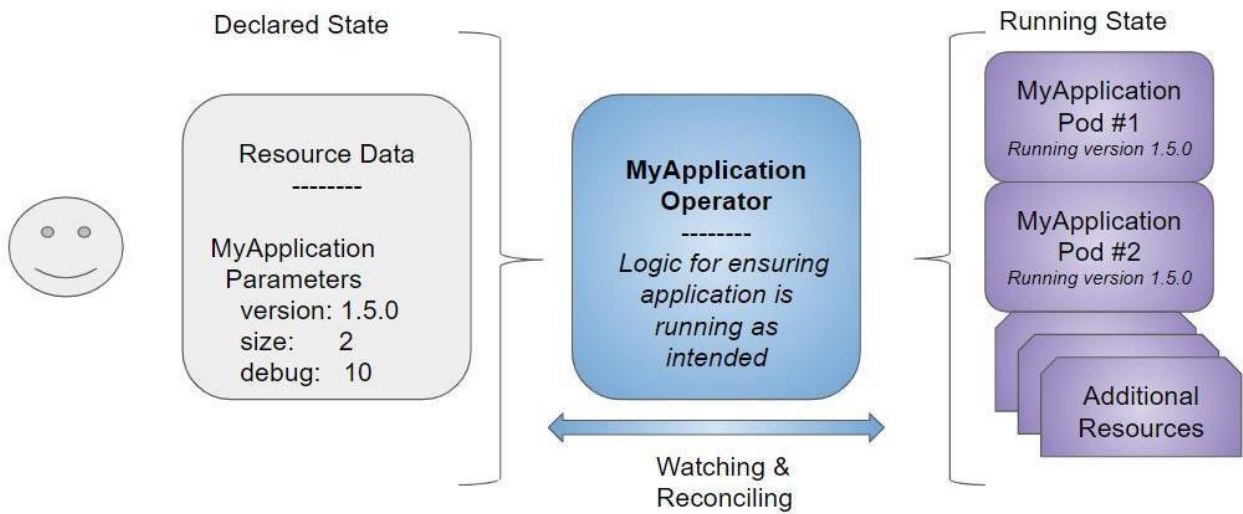 Declared State
Resource Data
--------
MyApplication
Parameters
version: 1.5.0
size: 2
debug: 10
MyApplication
Operator
--------
Logic for ensuring
application is
running as
intended
Watching &
Reconciling
Running State
MyApplication
Pod #1
Running version 1.5.0
MyApplication
Pod #2
Running version 1.5.0
Additional
Resources